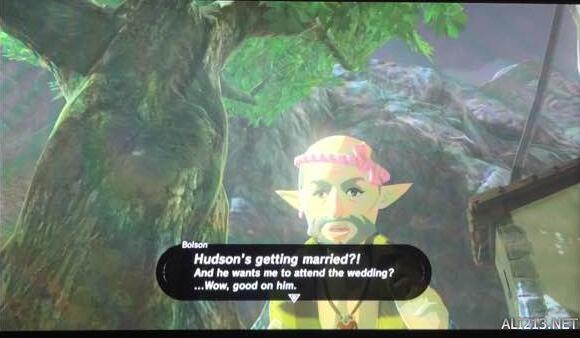 Bolson
Hudson's getting married?!
And he wants me to attend the wedding?
...Wow, good on him.
ALI213.NET